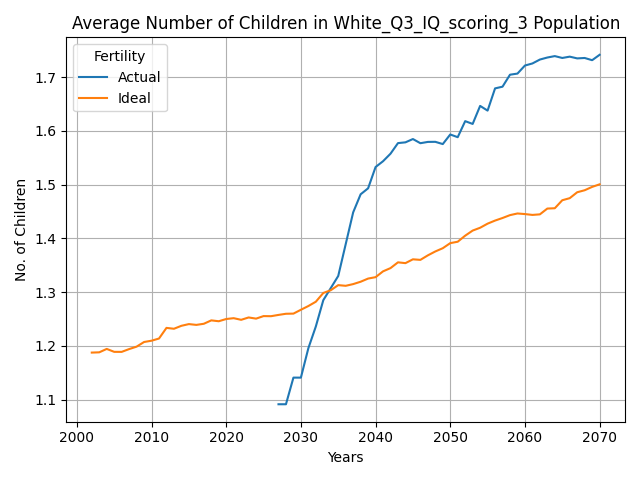 Average Number of Children in White_Q3_IQ_scoring_3 Population
Fertility
Actual
Ideal
No. of Children
1.7
1.6
1.5
1.4
1.3
1.2
1.1
2000 2010 2020 2030 2040 2050 2060 2070
Years